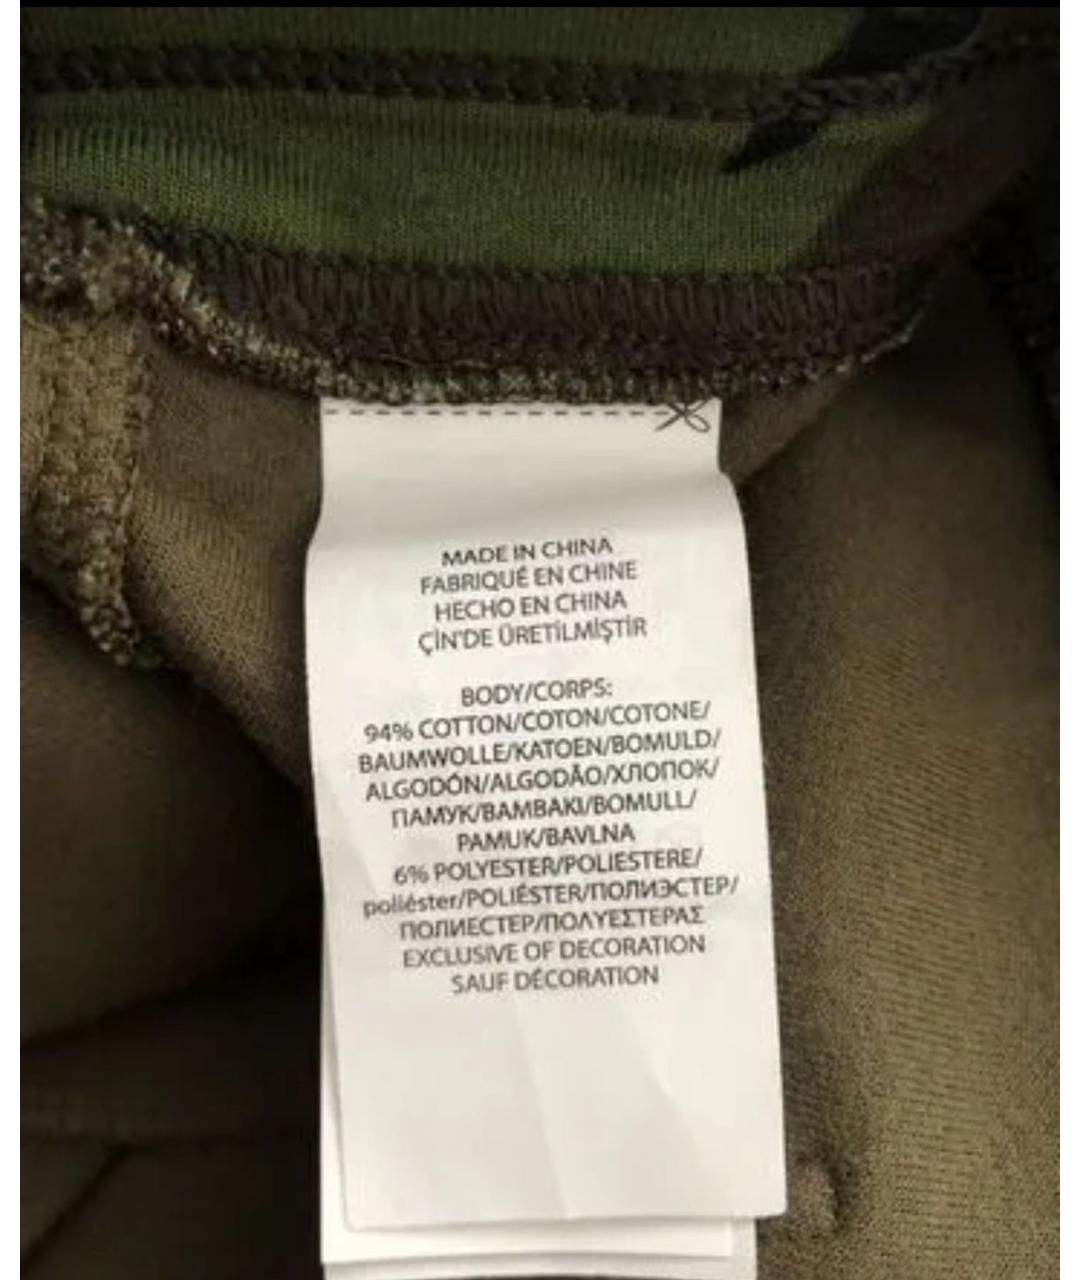 MADE IN CHINA
FABRIQUÉ EN CHINE
HECHO EN CHINA
ÇİN'DE ÜRETİLMİŞTİR
BODY/CORPS:
94% COTTON/COTON/COTONE/
BAUMWOLLE/KATOEN/BOMULD/
ALGODÓN/ALGODÃO/ХЛОПОК/
ПАМУК/ΒΑΜΒΑΚΙ/BOMULL/
PAMUK/BAVLNA
6% POLYESTER/POLIESTERE/
poliéster/POLIÉSTER/ПОЛИЭСТЕР/
ПОЛИЕСТЕР/ΠΟΛΥΕΣΤΕΡΑΣ
EXCLUSIVE OF DECORATION
SAUF DÉCORATION